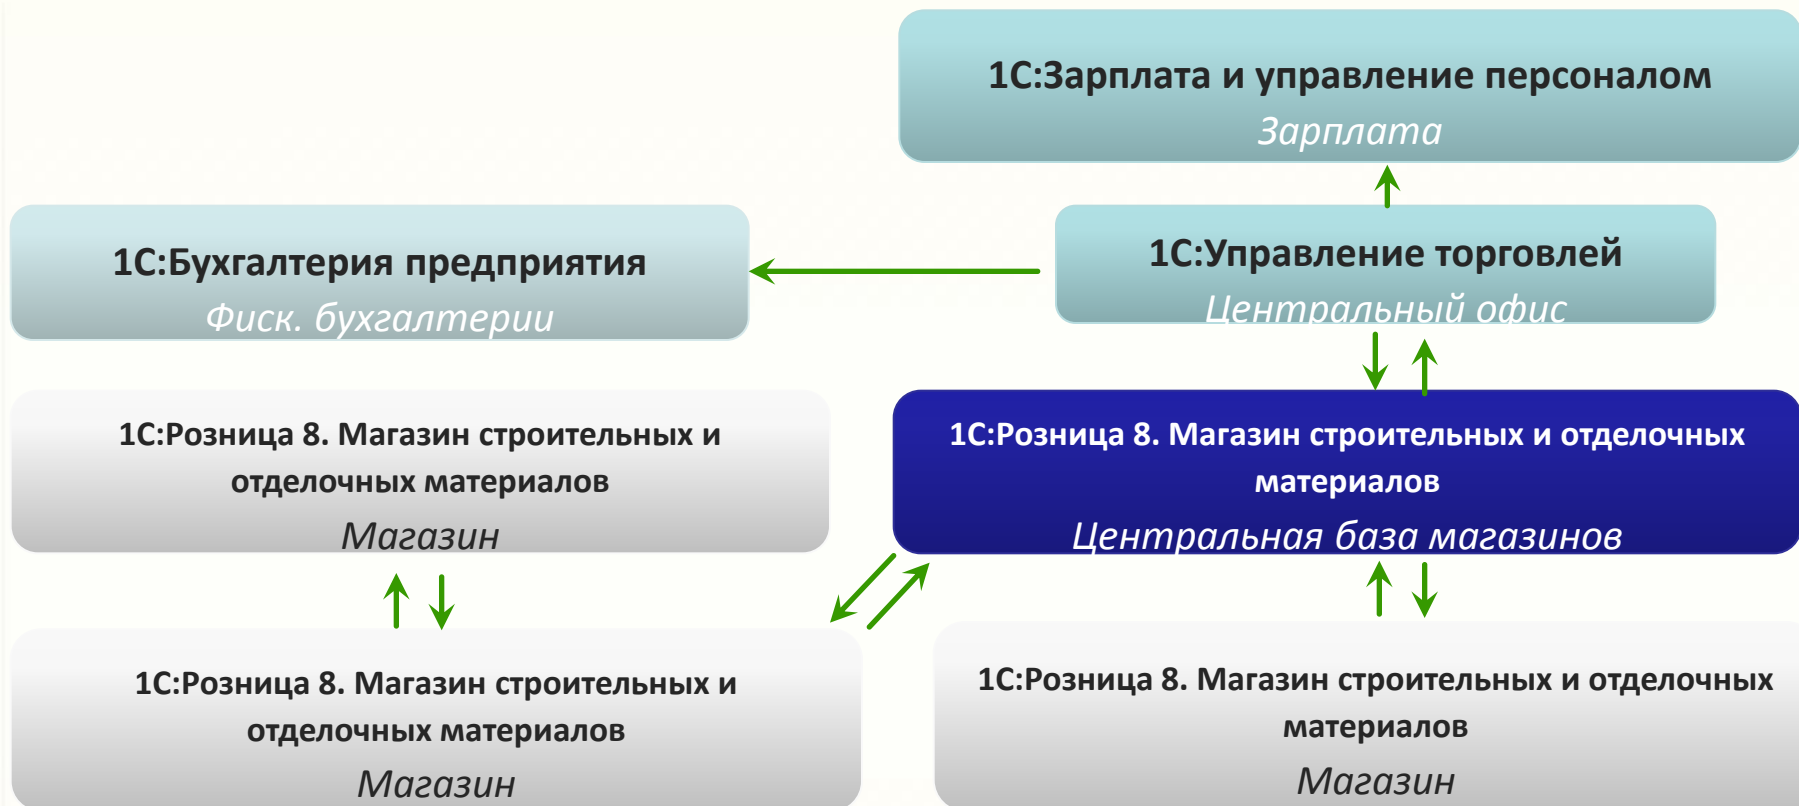 1С:Зарплата и управление персоналом
Зарплата
1С:Бухгалтерия предприятия
Фиск. бухгалтерии
1С:Управление торговлей
Центральный офис
1С:Розница 8. Магазин строительных и
отделочных материалов
Магазин
1С:Розница 8. Магазин строительных и отделочных
материалов
Центральная база магазинов
1С:Розница 8. Магазин строительных и
отделочных материалов
Магазин
1С:Розница 8. Магазин строительных и отделочных
материалов
Магазин